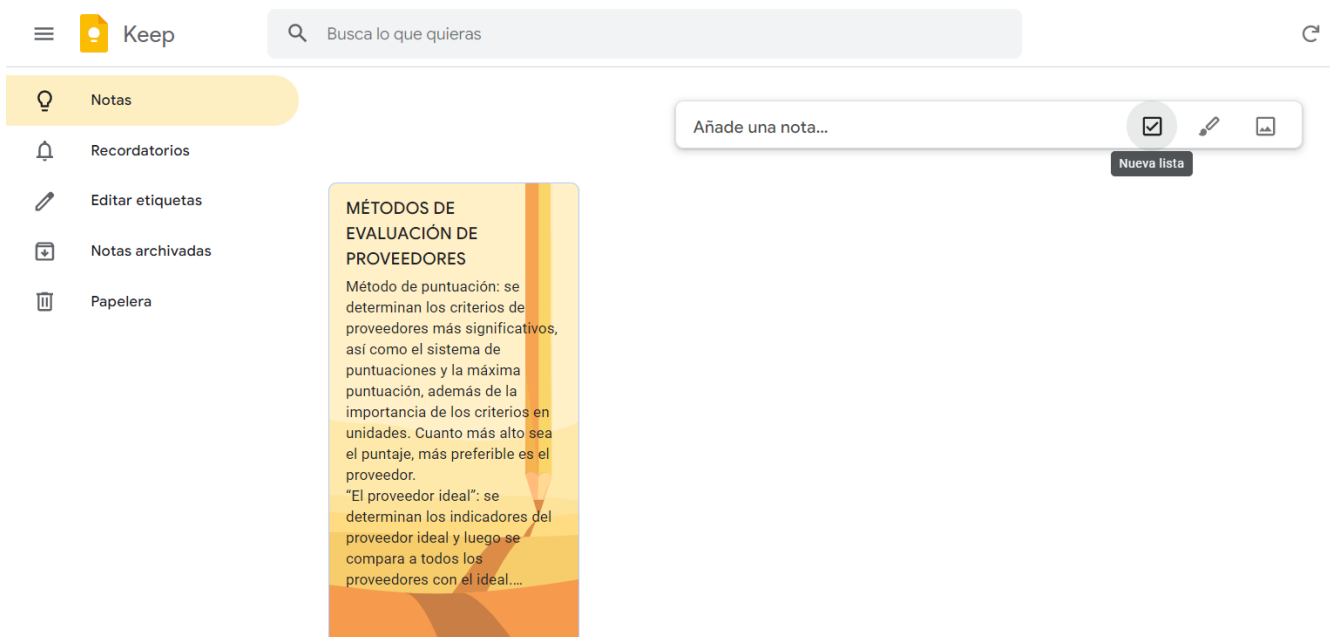 Keep
Busca lo que quieras
Notas
Recordatorios
Editar etiquetas
Notas archivadas
Papelera
Añade una nota...
Nueva lista
MÉTODOS DE
EVALUACIÓN DE
PROVEEDORES
Método de puntuación: se
determinan los criterios de
proveedores más significativos,
así como el sistema de
puntuaciones y la máxima
puntuación, además de la
importancia de los criterios en
unidades. Cuanto más alto sea
el puntaje, más preferible es el
proveedor.
“El proveedor ideal”: se
determinan los indicadores del
proveedor ideal y luego se
compara a todos los
proveedores con el ideal....